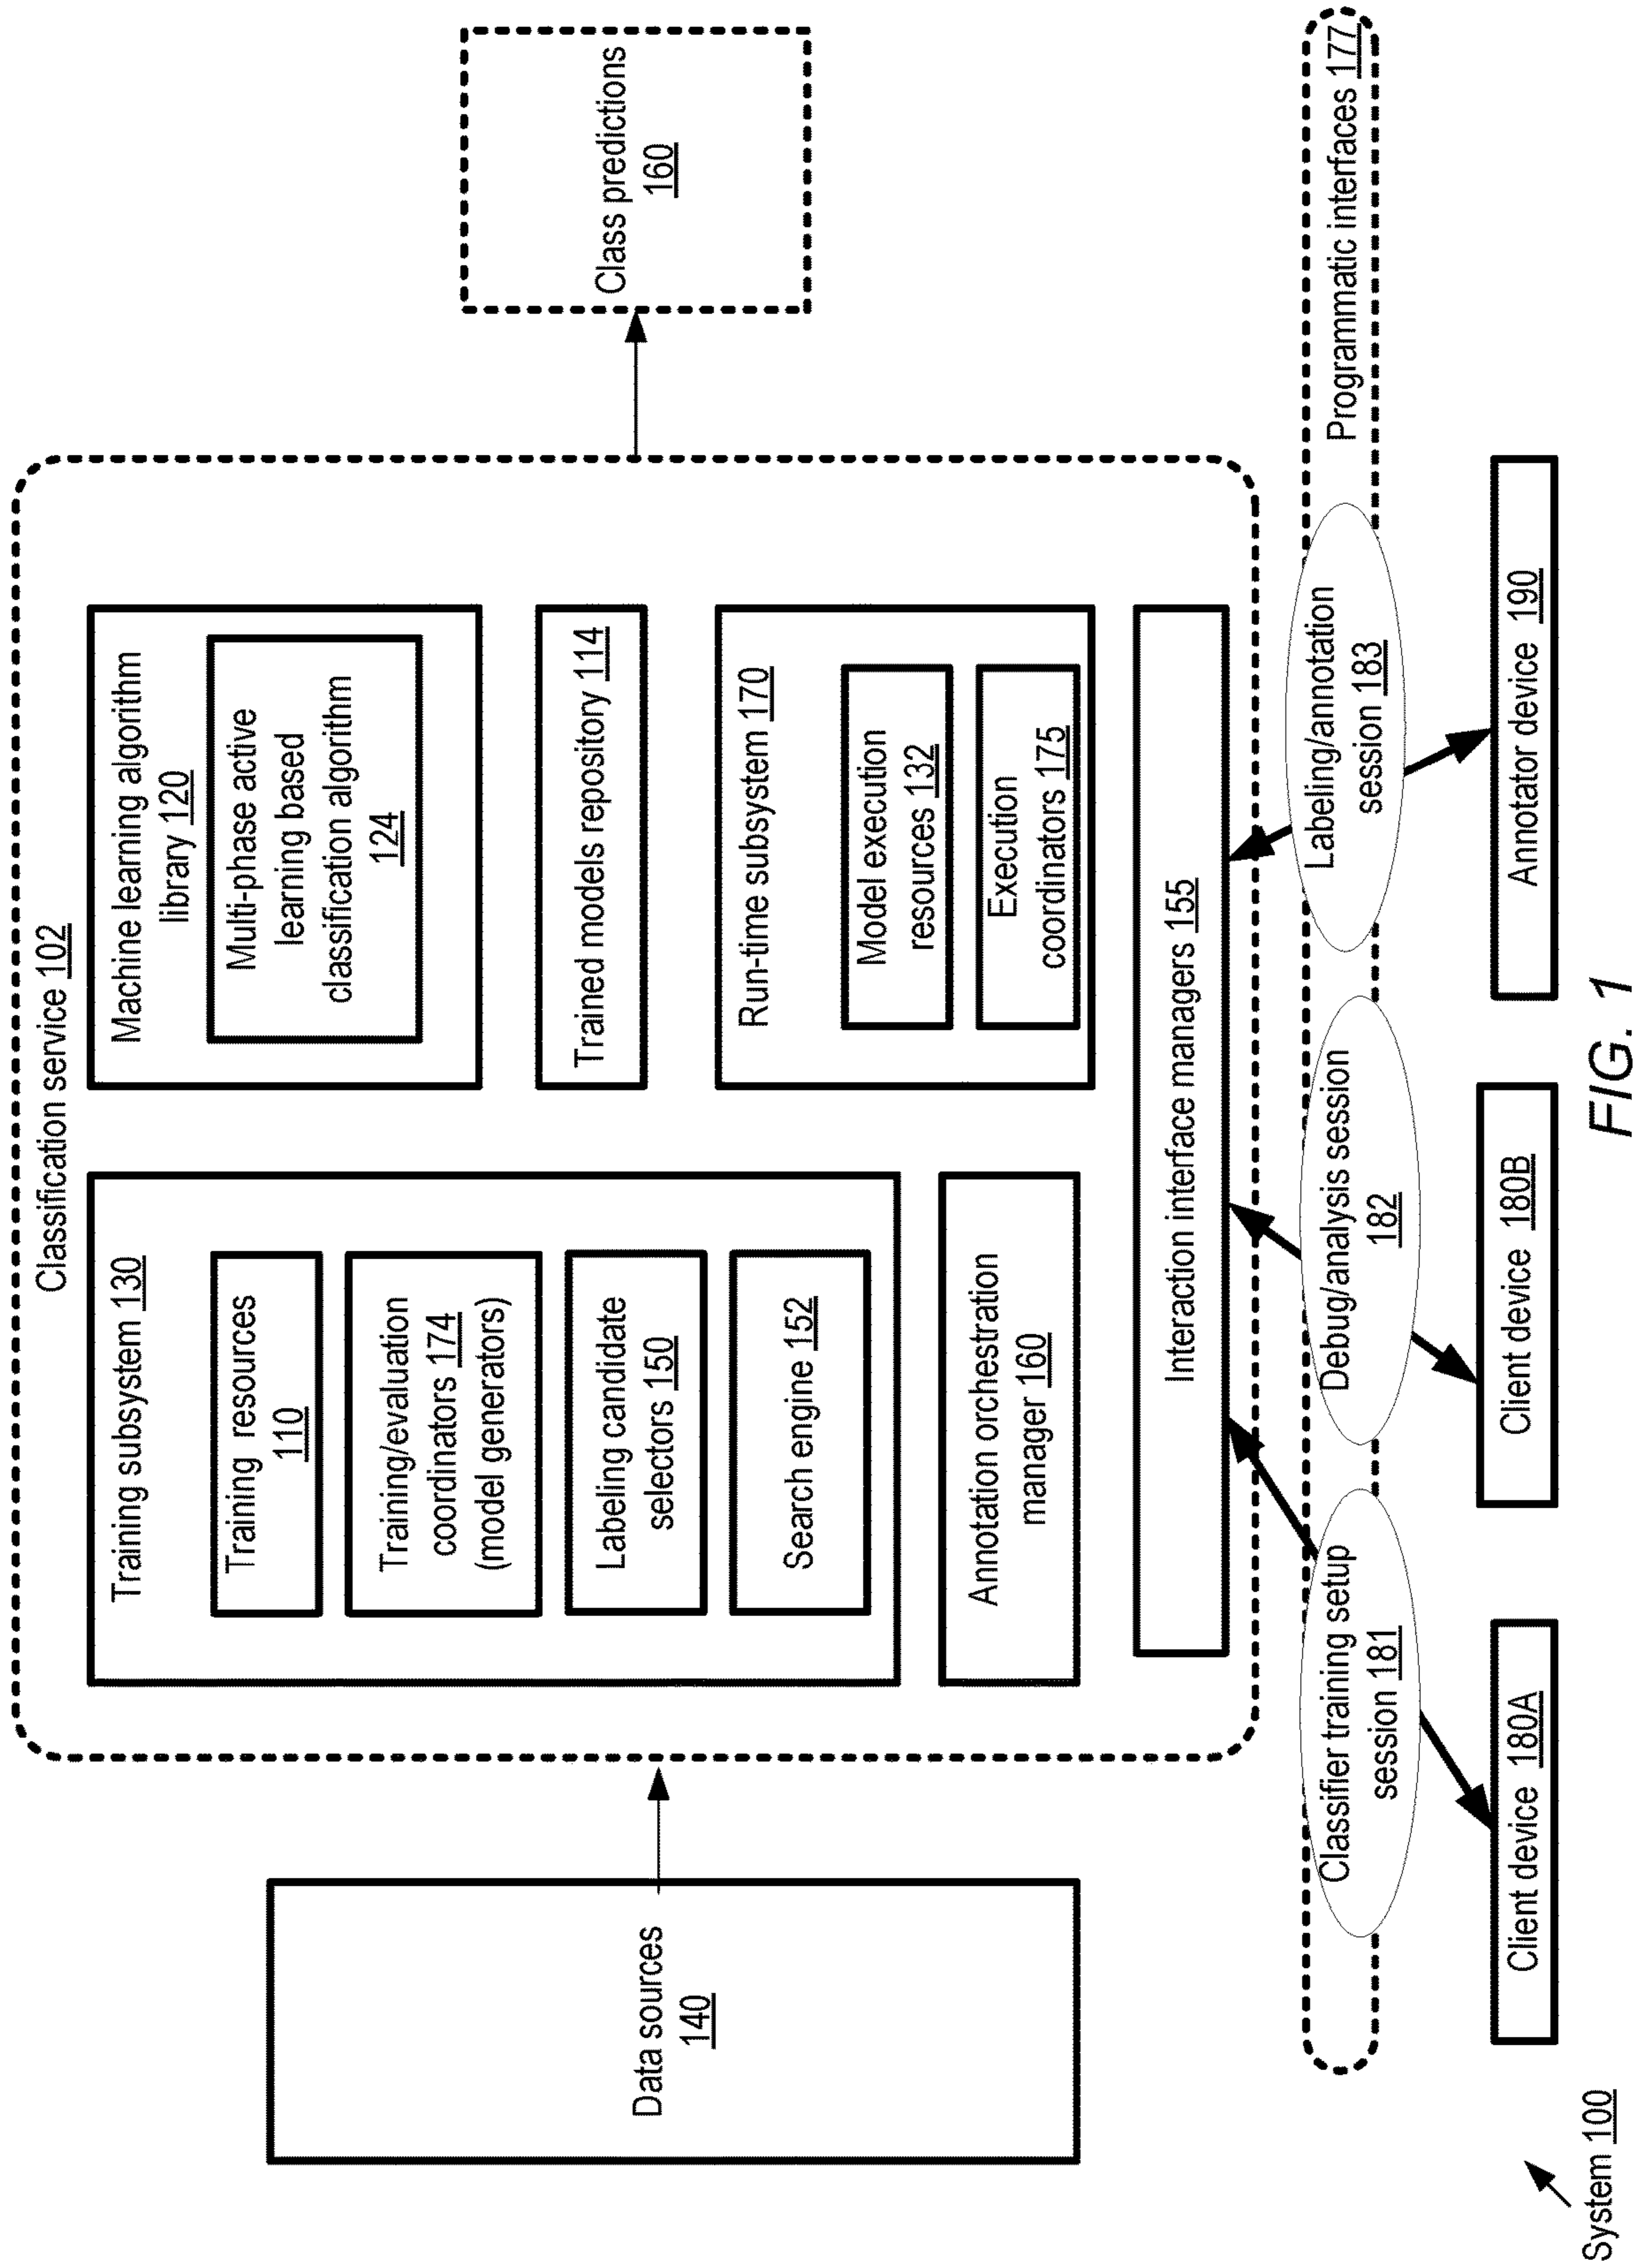 Classification service 102
Training subsystem 130
Training resources
110
Training/evaluation
coordinators 174
(model generators)
Labeling candidate
selectors 150
Search engine 152
Annotation orchestration
manager 160
Machine learning algorithm
library 120
Multi-phase active
learning based
classification algorithm
124
Trained models repository 114
Run-time subsystem 170
Model execution
resources 132
Execution
coordinators 175
Interaction interface managers 155
Data sources
140
Class predictions
160
Classifier training setup
session 181
Debug/analysis session
182
Labeling/annotation
session 183
Programmatic interfaces 177
Client device 180A
Client device 180B
Annotator device 190
System 100
FIG. 1